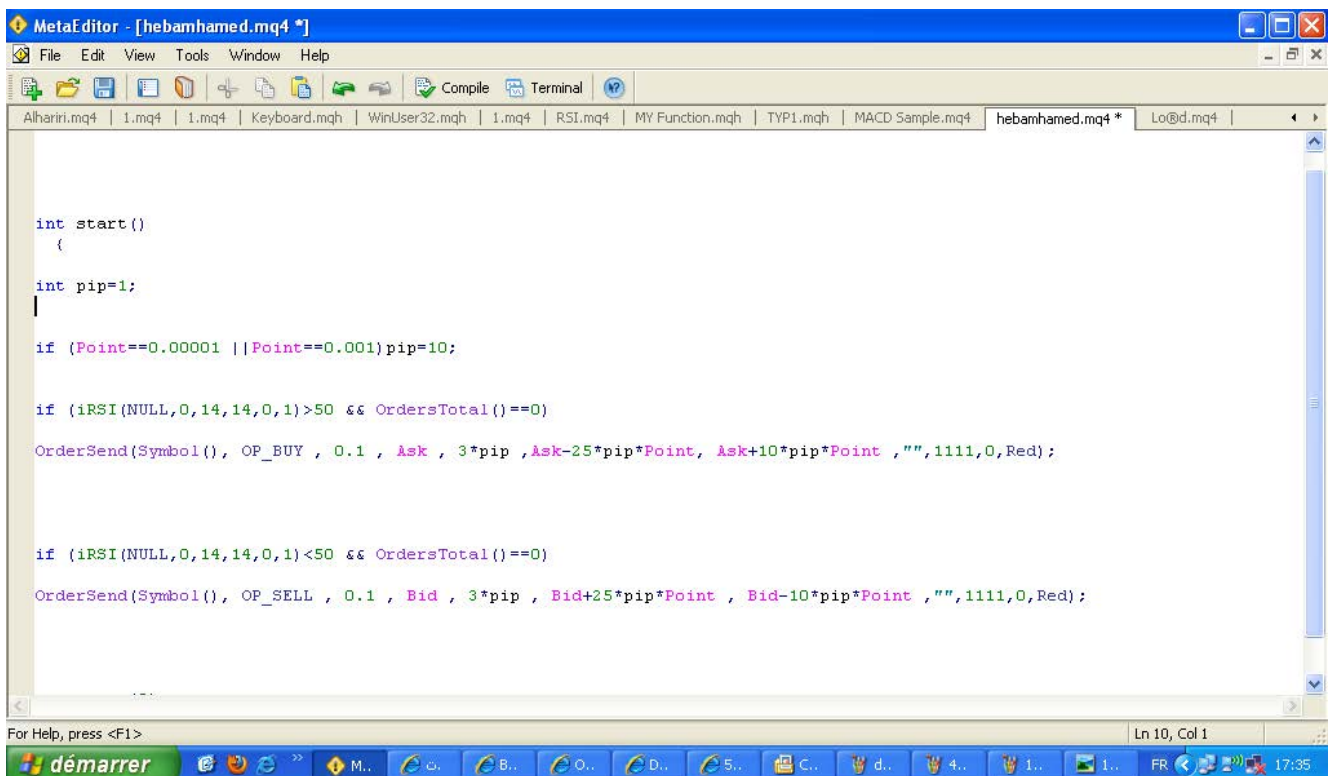 MetaEditor - [hebamhamed.mq4 *]
File Edit View Tools Window Help
Compile Terminal
Alhariri.mq4 | 1.mq4 | 1.mq4 | Keyboard.mqh | WinUser32.mqh | 1.mq4 | RSI.mq4 | MY Function.mqh | TYP1.mqh | MACD Sample.mq4 | hebamhamed.mq4 * | Lo®d.mq4 |
int start()
{
int pip=1;
if (Point==0.00001 ||Point==0.001)pip=10;
if (iRSI(NULL,0,14,14,0,1)>50 && OrdersTotal()==0)
OrderSend(Symbol(), OP_BUY , 0.1 , Ask , 3*pip ,Ask-25*pip*Point, Ask+10*pip*Point ,"",1111,0,Red);
if (iRSI(NULL,0,14,14,0,1)<50 && OrdersTotal()==0)
OrderSend(Symbol(), OP_SELL , 0.1 , Bid , 3*pip , Bid+25*pip*Point , Bid-10*pip*Point ,"",1111,0,Red);
For Help, press <F1> Ln 10, Col 1
démarrer M.. B.. O.. D.. 5.. C.. d.. 4.. 1.. 1.. FR 17:35